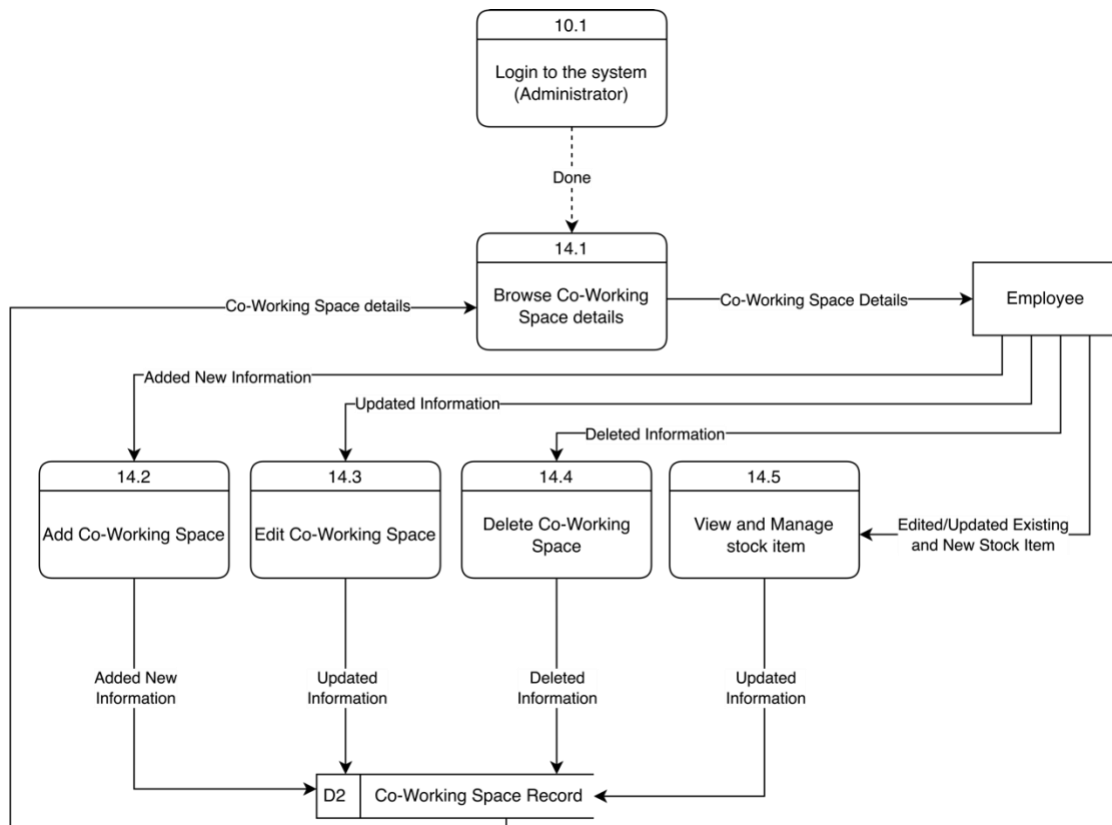 10.1
Login to the system
(Administrator)
Done
14.1
Browse Co-Working
Space details
Co-Working Space details
Co-Working Space Details
Employee
Added New Information
Updated Information
Deleted Information
14.2
Add Co-Working Space
14.3
Edit Co-Working Space
14.4
Delete Co-Working
Space
14.5
View and Manage
stock item
Edited/Updated Existing
and New Stock Item
Added New
Information
Updated
Information
Deleted
Information
Updated
Information
D2
Co-Working Space Record